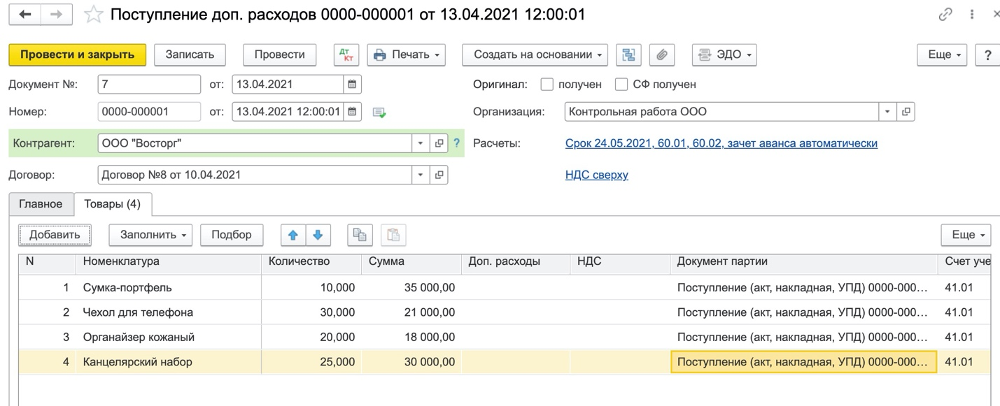 Поступление доп. расходов 0000-000001 от 13.04.2021 12:00:01
Провести и закрыть Записать Провести Дт Кт Печать Создать на основании ЭДО Еще ?
Документ №: 7 от: 13.04.2021 Оригинал: получен СФ получен
Номер: 0000-000001 от: 13.04.2021 12:00:01 Организация: Контрольная работа ООО
Контрагент: ООО "Восторг" ? Расчеты: Срок 24.05.2021, 60.01, 60.02, зачет аванса автоматически
Договор: Договор №8 от 10.04.2021 НДС сверху
Главное Товары (4)
Добавить Заполнить Подбор Еще
N Номенклатура Количество Сумма Доп. расходы НДС Документ партии Счет уче
1 Сумка-портфель 10,000 35 000,00 Поступление (акт, накладная, УПД) 0000-000... 41.01
2 Чехол для телефона 30,000 21 000,00 Поступление (акт, накладная, УПД) 0000-000... 41.01
3 Органайзер кожаный 20,000 18 000,00 Поступление (акт, накладная, УПД) 0000-000... 41.01
4 Канцелярский набор 25,000 30 000,00 Поступление (акт, накладная, УПД) 0000-000... 41.01